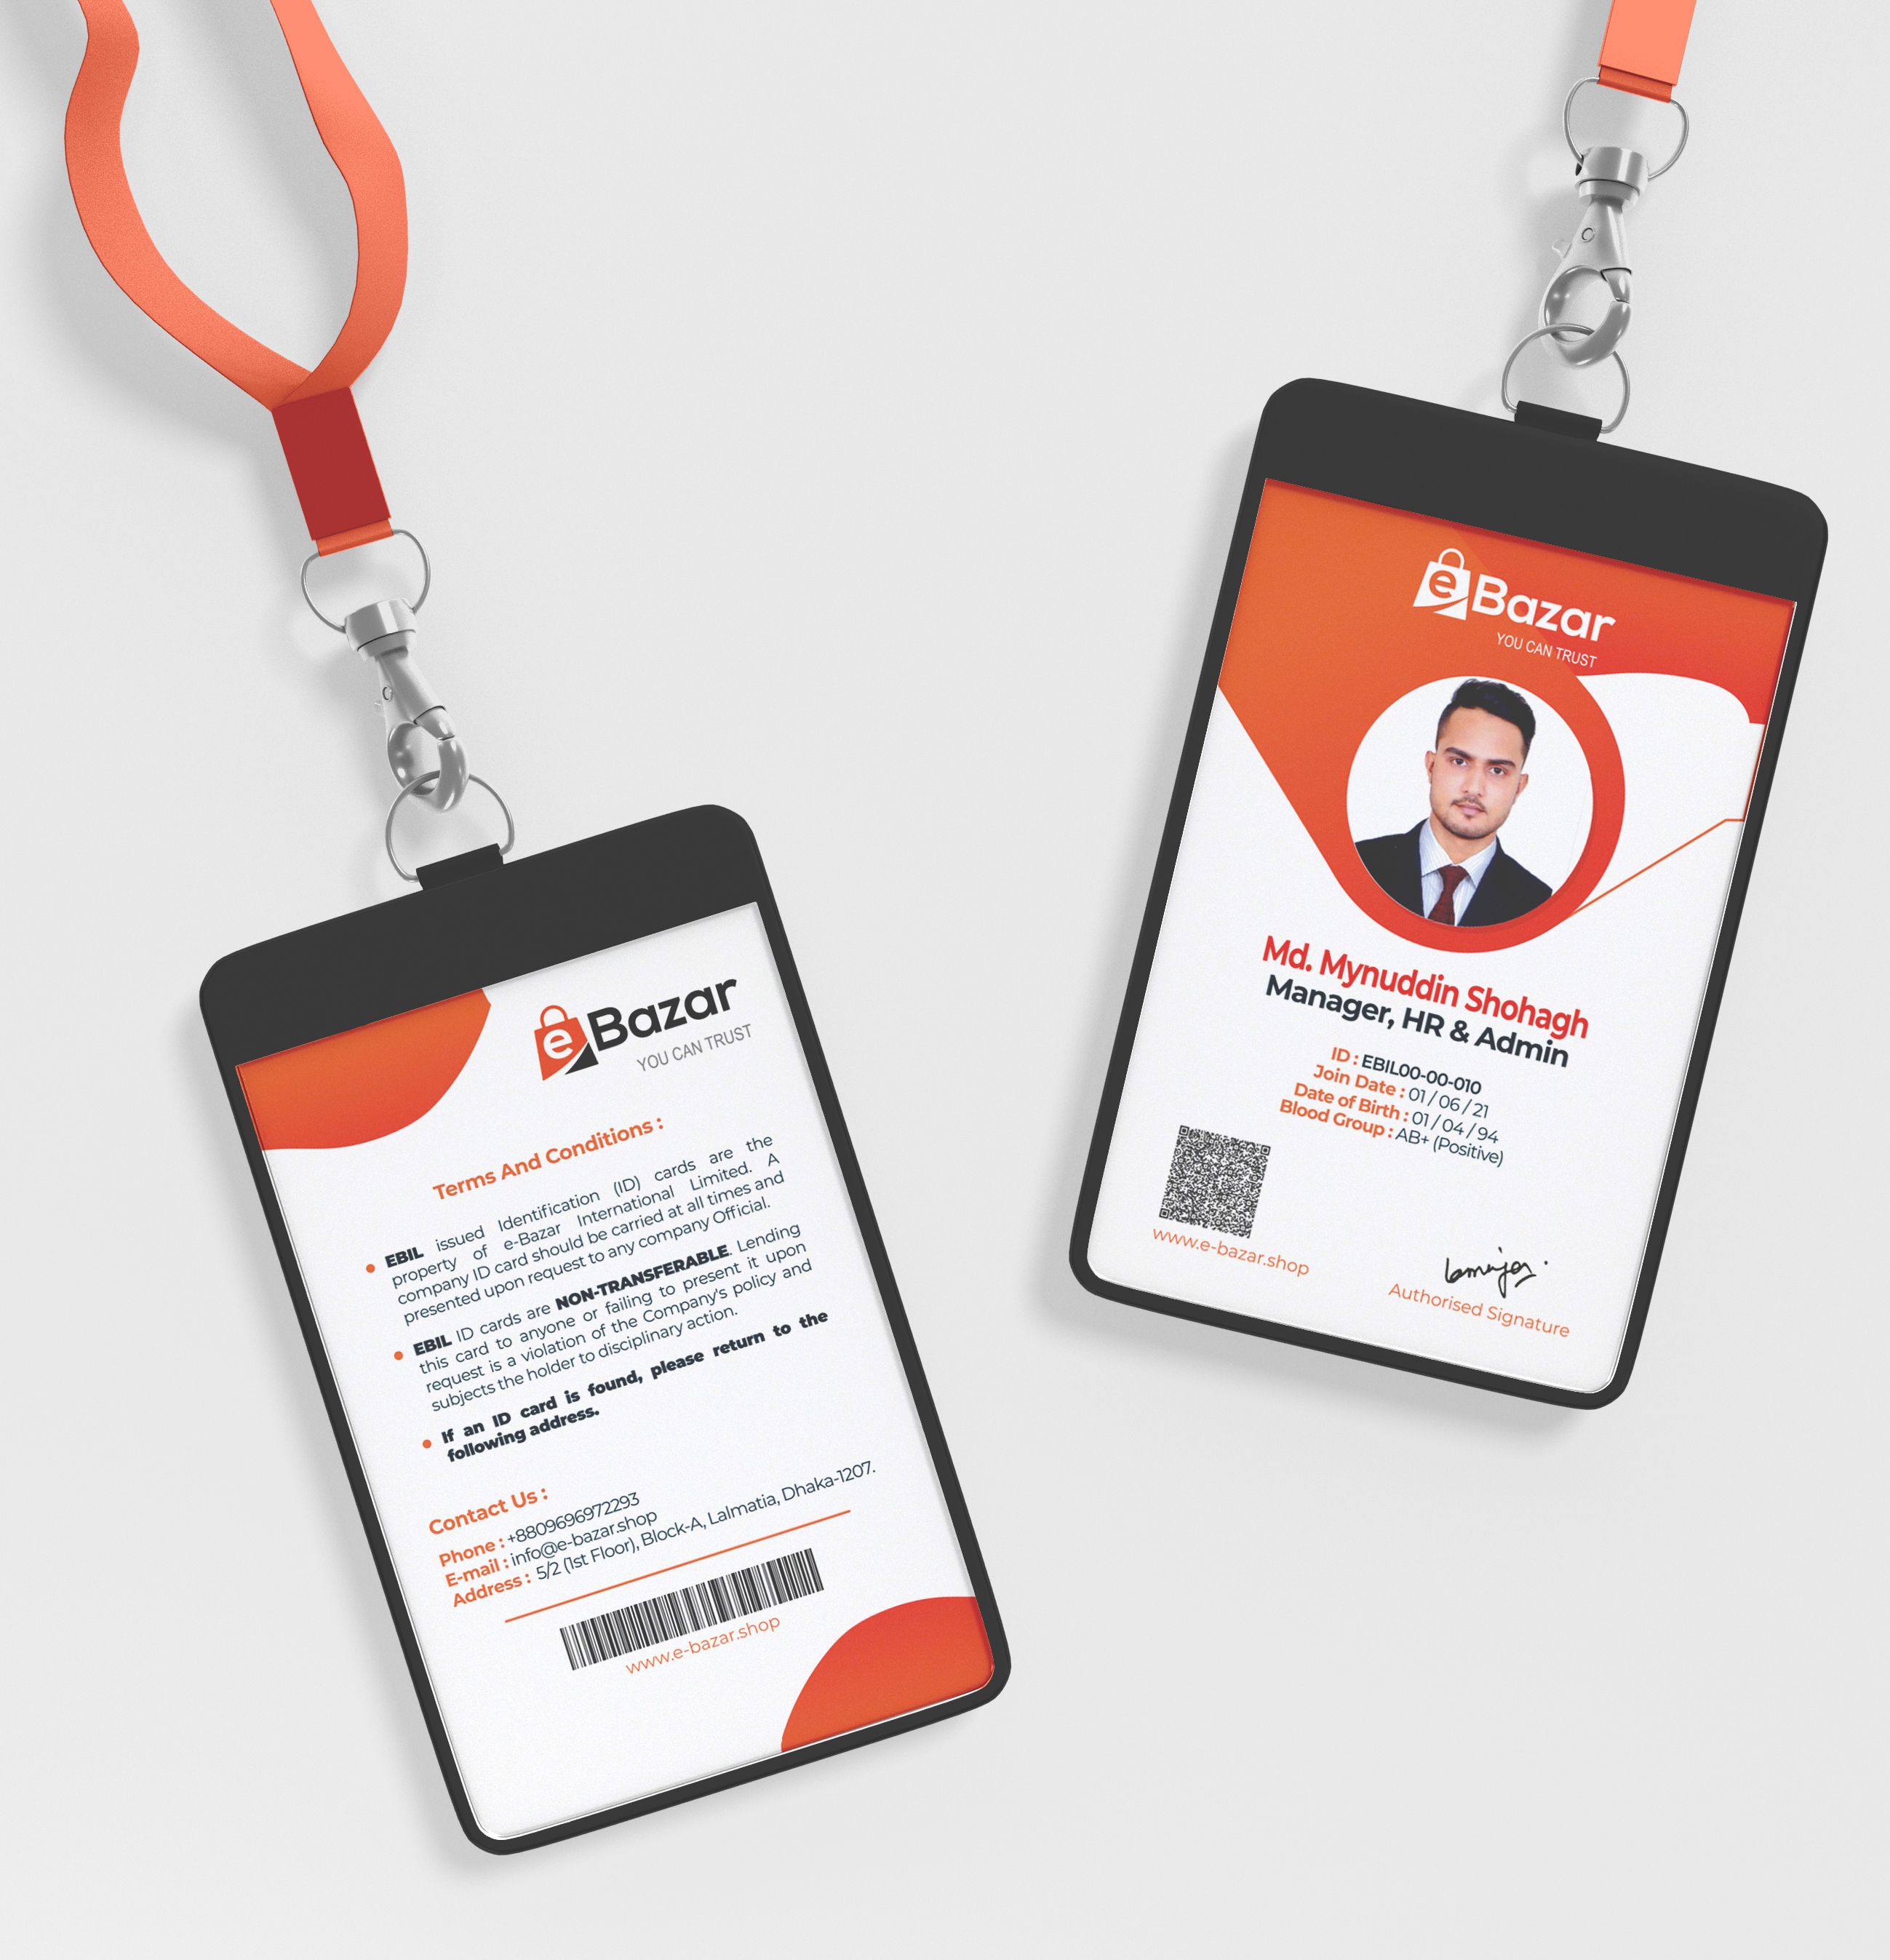 e Bazar
YOU CAN TRUST
Terms And Conditions :
EBIL issued Identification (ID) cards are the
property of e-Bazar International Limited. A
company ID card should be carried at all times and
presented upon request to any company Official.
EBIL ID cards are NON-TRANSFERABLE. Lending
this card to anyone or failing to present it upon
request is a violation of the Company's policy and
subjects the holder to disciplinary action.
If an ID card is found, please return to the
following address.
Contact Us :
Phone : +8809696972293
E-mail : info@e-bazar.shop
Address : 5/2 (1st Floor), Block-A, Lalmatia, Dhaka-1207.
www.e-bazar.shop
e Bazar
YOU CAN TRUST
Md. Mynuddin Shohagh
Manager, HR & Admin
ID : EBIL00-00-010
Join Date : 01 / 06 / 21
Date of Birth : 01 / 04 / 94
Blood Group : AB+ (Positive)
www.e-bazar.shop
Authorised Signature